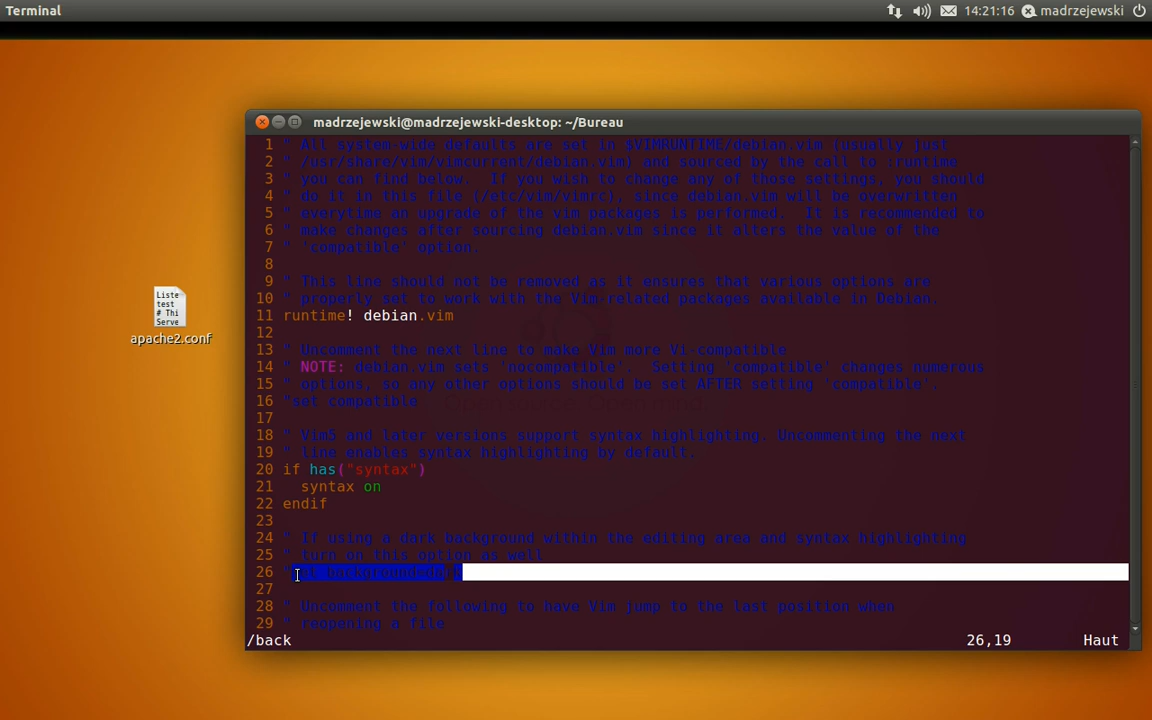 Terminal
14:21:16
madrzejewski
madrzejewski@madrzejewski-desktop: ~/Bureau
Liste
test
# Thi
Serve
apache2.conf
1 " All system-wide defaults are set in $VIMRUNTIME/debian.vim (usually just
2 " /usr/share/vim/vimcurrent/debian.vim) and sourced by the call to :runtime
3 " you can find below.  If you wish to change any of those settings, you should
4 " do it in this file (/etc/vim/vimrc), since debian.vim will be overwritten
5 " everytime an upgrade of the vim packages is performed.  It is recommended to
6 " make changes after sourcing debian.vim since it alters the value of the
7 " 'compatible' option.
8
9 " This line should not be removed as it ensures that various options are
10 " properly set to work with the Vim-related packages available in Debian.
11 runtime! debian.vim
12
13 " Uncomment the next line to make Vim more Vi-compatible
14 " NOTE: debian.vim sets 'nocompatible'.  Setting 'compatible' changes numerous
15 " options, so any other options should be set AFTER setting 'compatible'.
16 "set compatible
17
18 " Vim5 and later versions support syntax highlighting. Uncommenting the next
19 " line enables syntax highlighting by default.
20 if has("syntax")
21   syntax on
22 endif
23
24 " If using a dark background within the editing area and syntax highlighting
25 " turn on this option as well
26 "set background=dark
27
28 " Uncomment the following to have Vim jump to the last position when
29 " reopening a file
/back 26,19 Haut